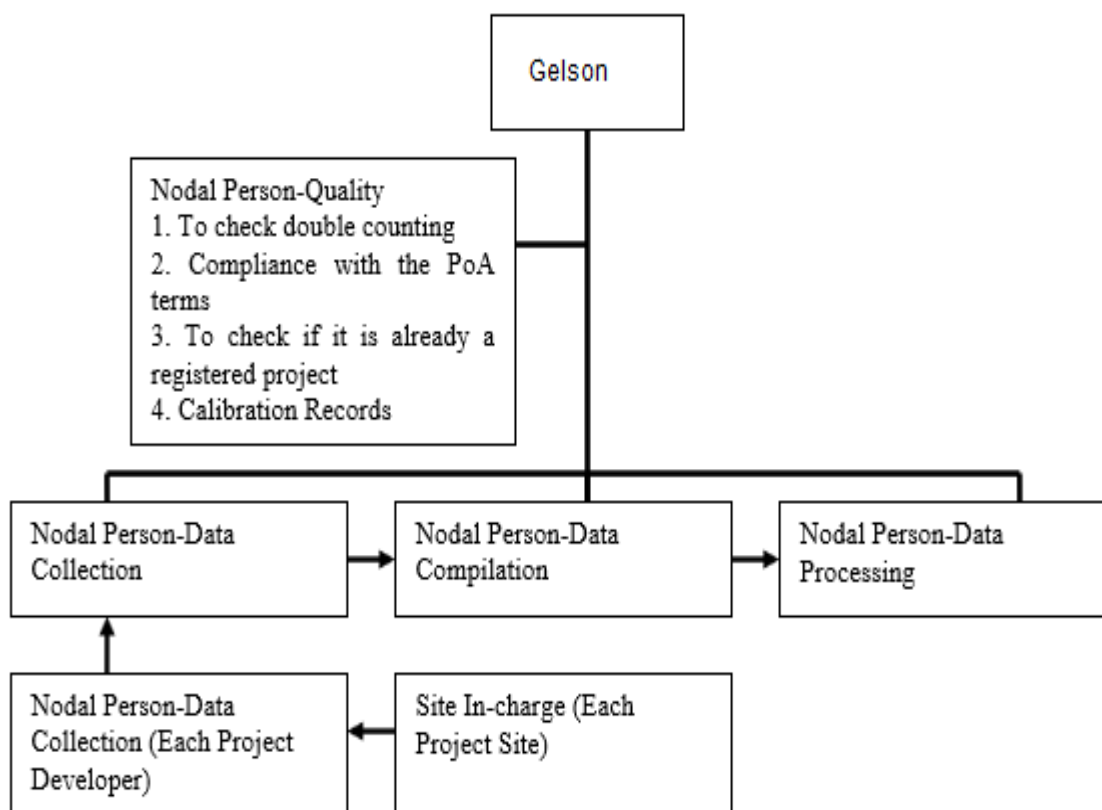 Gelson
Nodal Person-Quality
1. To check double counting
2. Compliance with the PoA
terms
3. To check if it is already a
registered project
4. Calibration Records
Nodal Person-Data
Collection
Nodal Person-Data
Compilation
Nodal Person-Data
Processing
Nodal Person-Data
Collection (Each Project
Developer)
Site In-charge (Each
Project Site)